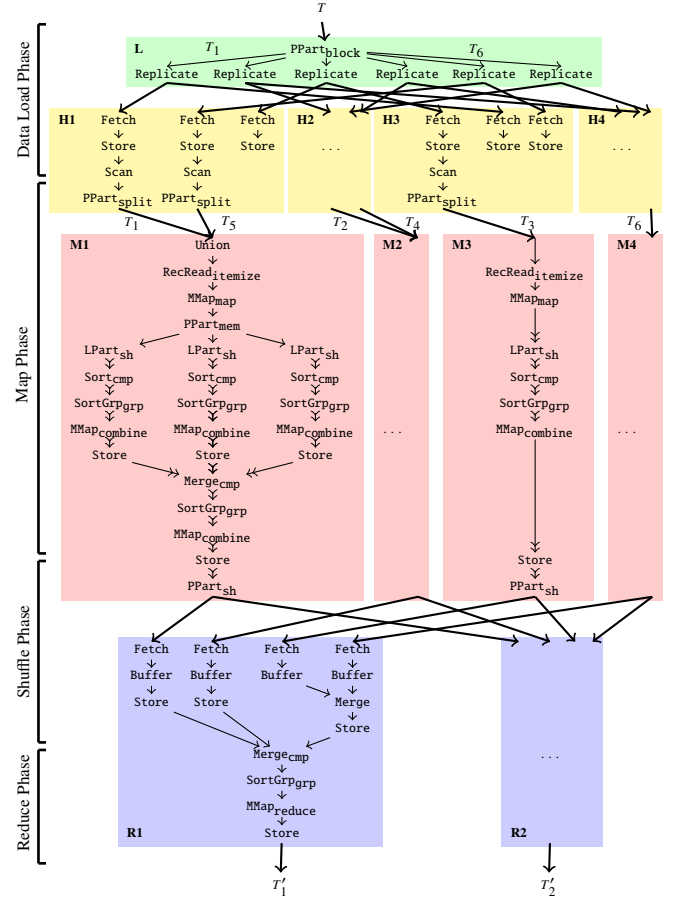 T
Data Load Phase
L
T1
PPartblock
T6
Replicate Replicate Replicate Replicate Replicate Replicate
H1 Fetch Fetch Fetch H2 H3 Fetch Fetch Fetch H4
Store Store Store ... Store Store Store ...
Scan Scan Scan
PPartsplit PPartsplit PPartsplit
T1 T5 T2 T4 T3 T6
Map Phase
M1 Union M2 M3 M4
RecReaditemize RecReaditemize
MMapmap MMapmap
PPartmem
LPartsh LPartsh LPartsh LPartsh
Sortcmp Sortcmp Sortcmp Sortcmp
SortGrpgrp SortGrpgrp SortGrpgrp SortGrpgrp
MMapcombine MMapcombine MMapcombine ... MMapcombine ...
Store Store Store
Mergecmp
SortGrpgrp
MMapcombine
Store Store
PPartsh PPartsh
Shuffle Phase
Fetch Fetch Fetch Fetch
Buffer Buffer Buffer Buffer
Store Store Merge
Store
Reduce Phase
Mergecmp ...
SortGrpgrp
MMapreduce
R1 Store R2
T′1 T′2